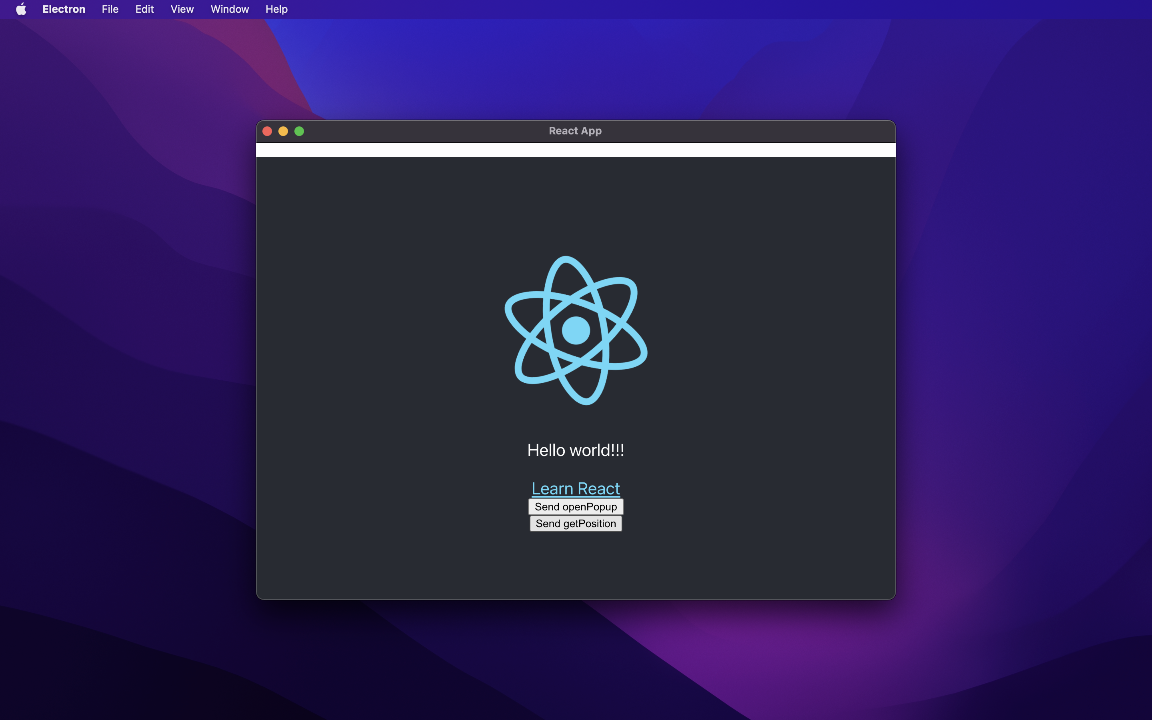 Electron File Edit View Window Help
React App
Hello world!!!
Learn React
Send openPopup
Send getPosition